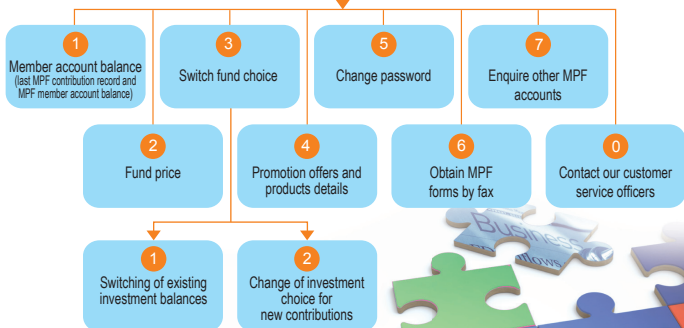 1
Member account balance
(last MPF contribution record and
MPF member account balance)
3
Switch fund choice
5
Change password
7
Enquire other MPF
accounts
2
Fund price
4
Promotion offers and
products details
6
Obtain MPF
forms by fax
0
Contact our customer
service officers
1
Switching of existing
investment balances
2
Change of investment
choice for
new contributions
Business